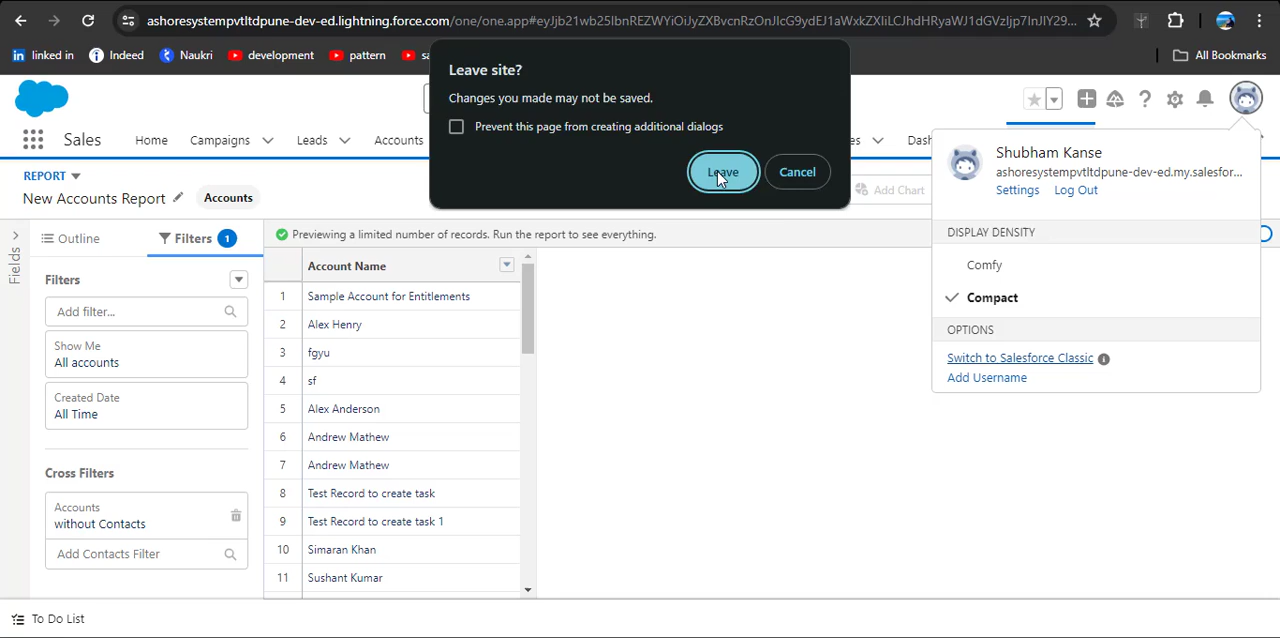 ashoresystempvtltdpune-dev-ed.lightning.force.com/one/one.app#eyJjb21wb25lbnREZWYiOiJyZXBvcnRzOnJlcG9ydEJ1aWxkZXIiLCJhdHRyaWJ1dGVzIjp7InJlY29...
linked in
Indeed
Naukri
development
pattern
All Bookmarks
Leave site?
Changes you made may not be saved.
Prevent this page from creating additional dialogs
Leave
Cancel
Sales
Home
Campaigns
Leads
Accounts
Dash
REPORT
New Accounts Report
Accounts
Add Chart
Shubham Kanse
ashoresystempvtltdpune-dev-ed.my.salesfor...
Settings Log Out
DISPLAY DENSITY
Comfy
Compact
OPTIONS
Switch to Salesforce Classic
Add Username
Fields
Outline
Filters 1
Previewing a limited number of records. Run the report to see everything.
Filters
Add filter...
Show Me
All accounts
Created Date
All Time
Cross Filters
Accounts
without Contacts
Add Contacts Filter
Account Name
1 Sample Account for Entitlements
2 Alex Henry
3 fgyu
4 sf
5 Alex Anderson
6 Andrew Mathew
7 Andrew Mathew
8 Test Record to create task
9 Test Record to create task 1
10 Simaran Khan
11 Sushant Kumar
To Do List